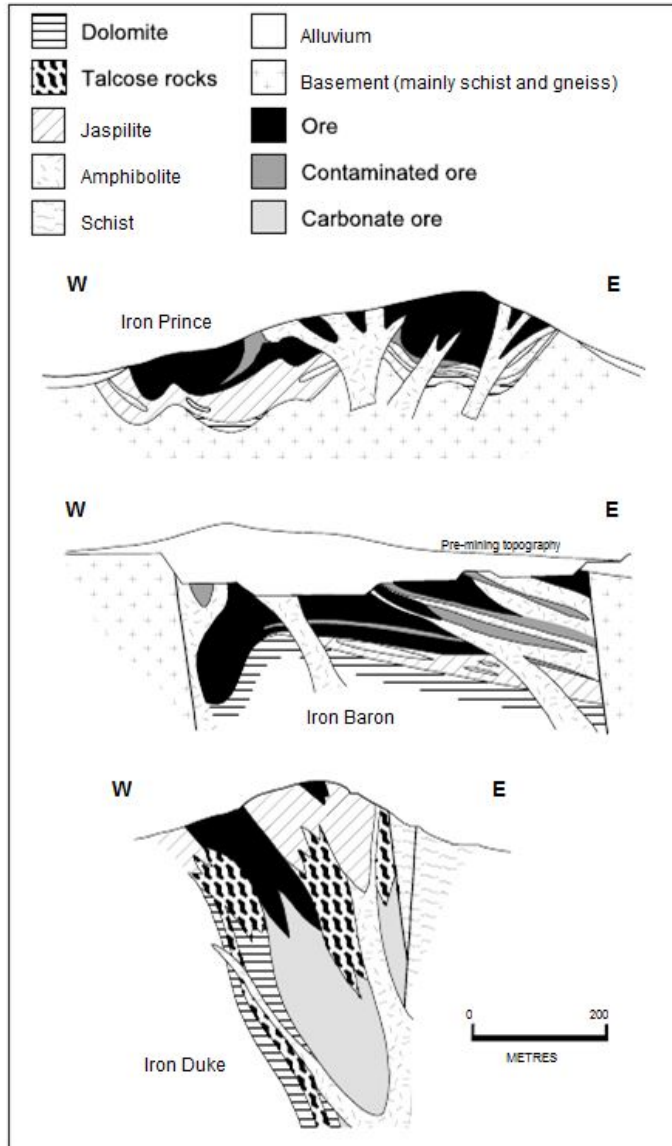 Dolomite
Talcose rocks
Jaspilite
Amphibolite
Schist
Alluvium
Basement (mainly schist and gneiss)
Ore
Contaminated ore
Carbonate ore
W
E
Iron Prince
W
E
Pre-mining topography
Iron Baron
W
E
Iron Duke
0
200
METRES